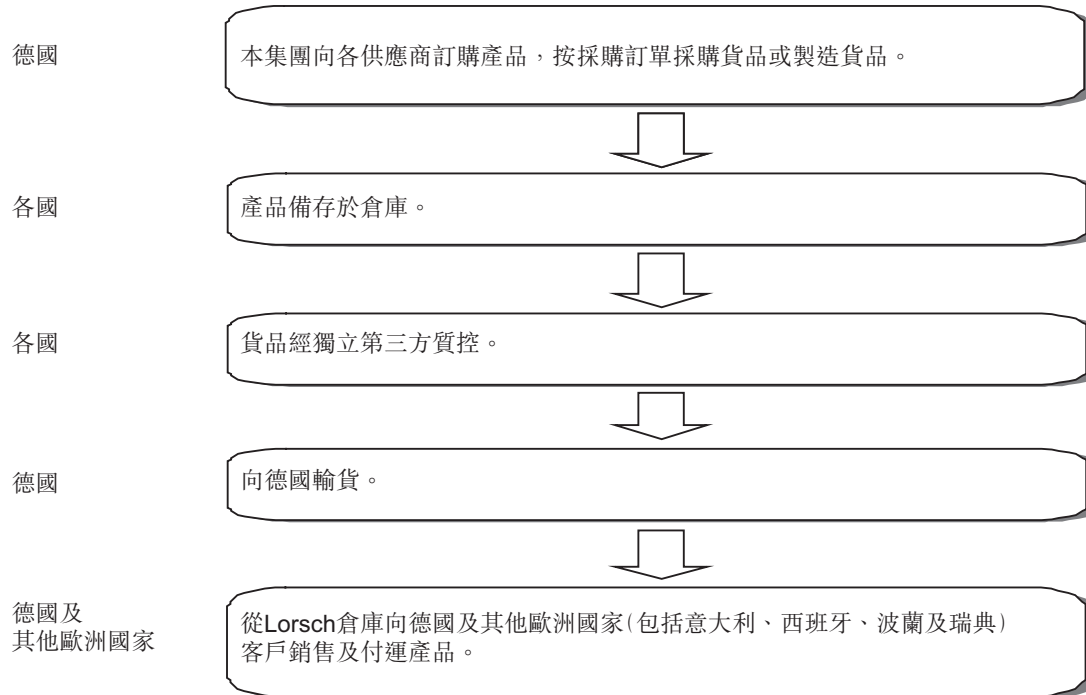 德國
本集團向各供應商訂購產品，按採購訂單採購貨品或製造貨品。
各國
產品備存於倉庫。
各國
貨品經獨立第三方質控。
德國
向德國輸貨。
德國及
其他歐洲國家
從Lorsch倉庫向德國及其他歐洲國家(包括意大利、西班牙、波蘭及瑞典)
客戶銷售及付運產品。